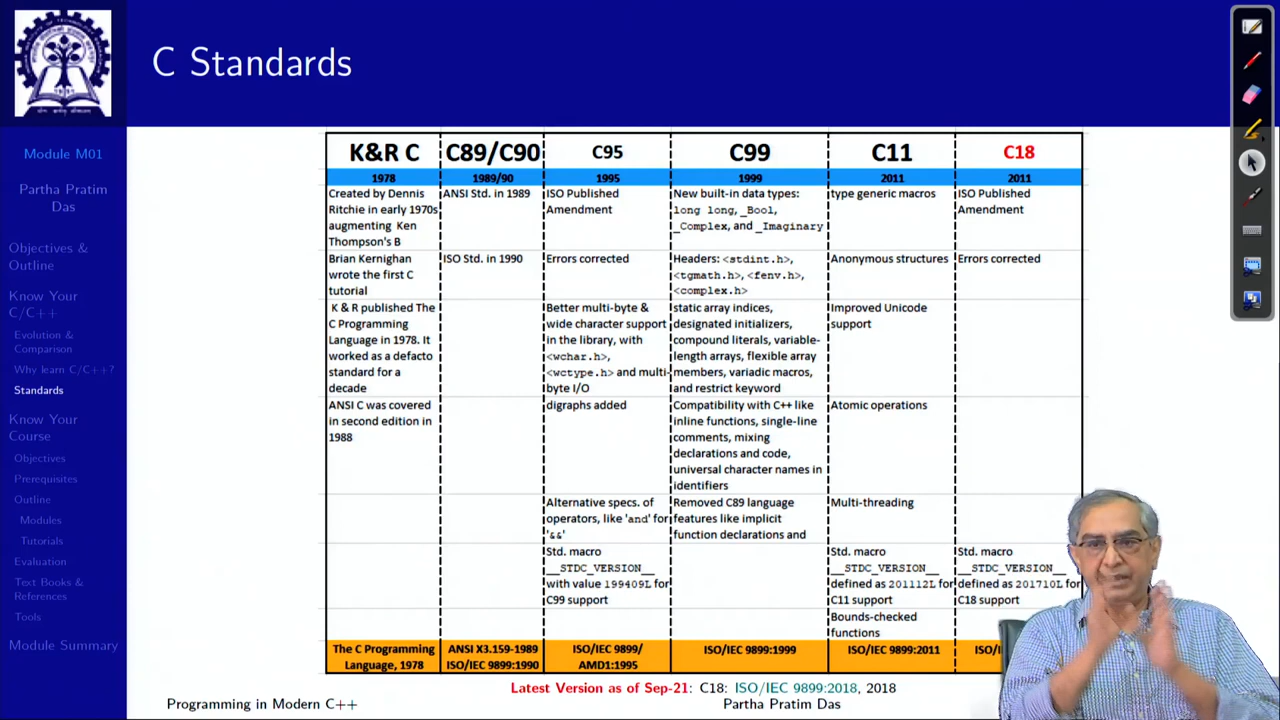 C Standards
Module M01
Partha Pratim
Das
Objectives &
Outline
Know Your
C/C++
Evolution &
Comparison
Why learn C/C++?
Standards
Know Your
Course
Objectives
Prerequisites
Outline
Modules
Tutorials
Evaluation
Text Books &
References
Tools
Module Summary
K&R C
C89/C90
C95
C99
C11
C18
1978
1989/90
1995
1999
2011
2011
Created by Dennis
Ritchie in early 1970s
augmenting Ken
Thompson's B
ANSI Std. in 1989
ISO Published
Amendment
New built-in data types:
long long, _Bool,
_Complex, and _Imaginary
type generic macros
ISO Published
Amendment
Brian Kernighan
wrote the first C
tutorial
ISO Std. in 1990
Errors corrected
Headers: <stdint.h>,
<tgmath.h>, <fenv.h>,
<complex.h>
Anonymous structures
Errors corrected
K & R published The
C Programming
Language in 1978. It
worked as a defacto
standard for a
decade
Better multi-byte &
wide character support
in the library, with
<wchar.h>,
<wctype.h> and multi-
byte I/O
static array indices,
designated initializers,
compound literals, variable-
length arrays, flexible array
members, variadic macros,
and restrict keyword
Improved Unicode
support
ANSI C was covered
in second edition in
1988
digraphs added
Compatibility with C++ like
inline functions, single-line
comments, mixing
declarations and code,
universal character names in
identifiers
Atomic operations
Alternative specs. of
operators, like 'and' for
'&&'
Removed C89 language
features like implicit
function declarations and
Multi-threading
Std. macro
__STDC_VERSION__
with value 199409L for
C99 support
Std. macro
__STDC_VERSION__
defined as 201112L for
C11 support
Std. macro
__STDC_VERSION__
defined as 201710L for
C18 support
Bounds-checked
functions
The C Programming
Language, 1978
ANSI X3.159-1989
ISO/IEC 9899:1990
ISO/IEC 9899/
AMD1:1995
ISO/IEC 9899:1999
ISO/IEC 9899:2011
Latest Version as of Sep-21: C18: ISO/IEC 9899:2018, 2018
Programming in Modern C++
Partha Pratim Das